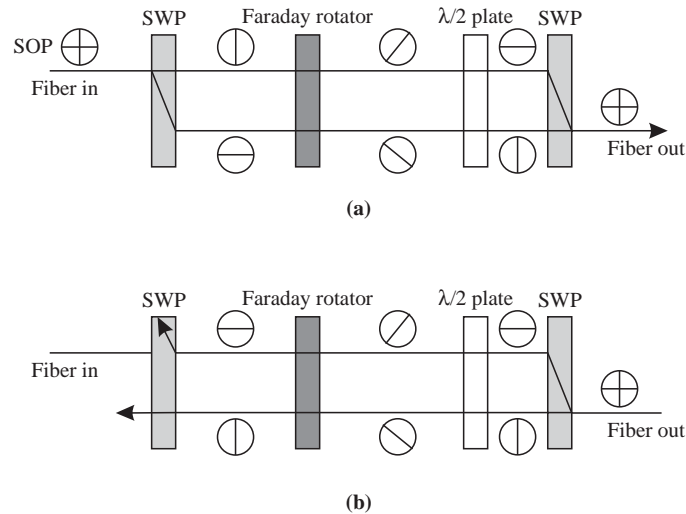 SWP Faraday rotator λ/2 plate SWP
SOP
Fiber in
Fiber out
(a)
SWP Faraday rotator λ/2 plate SWP
Fiber in
Fiber out
(b)